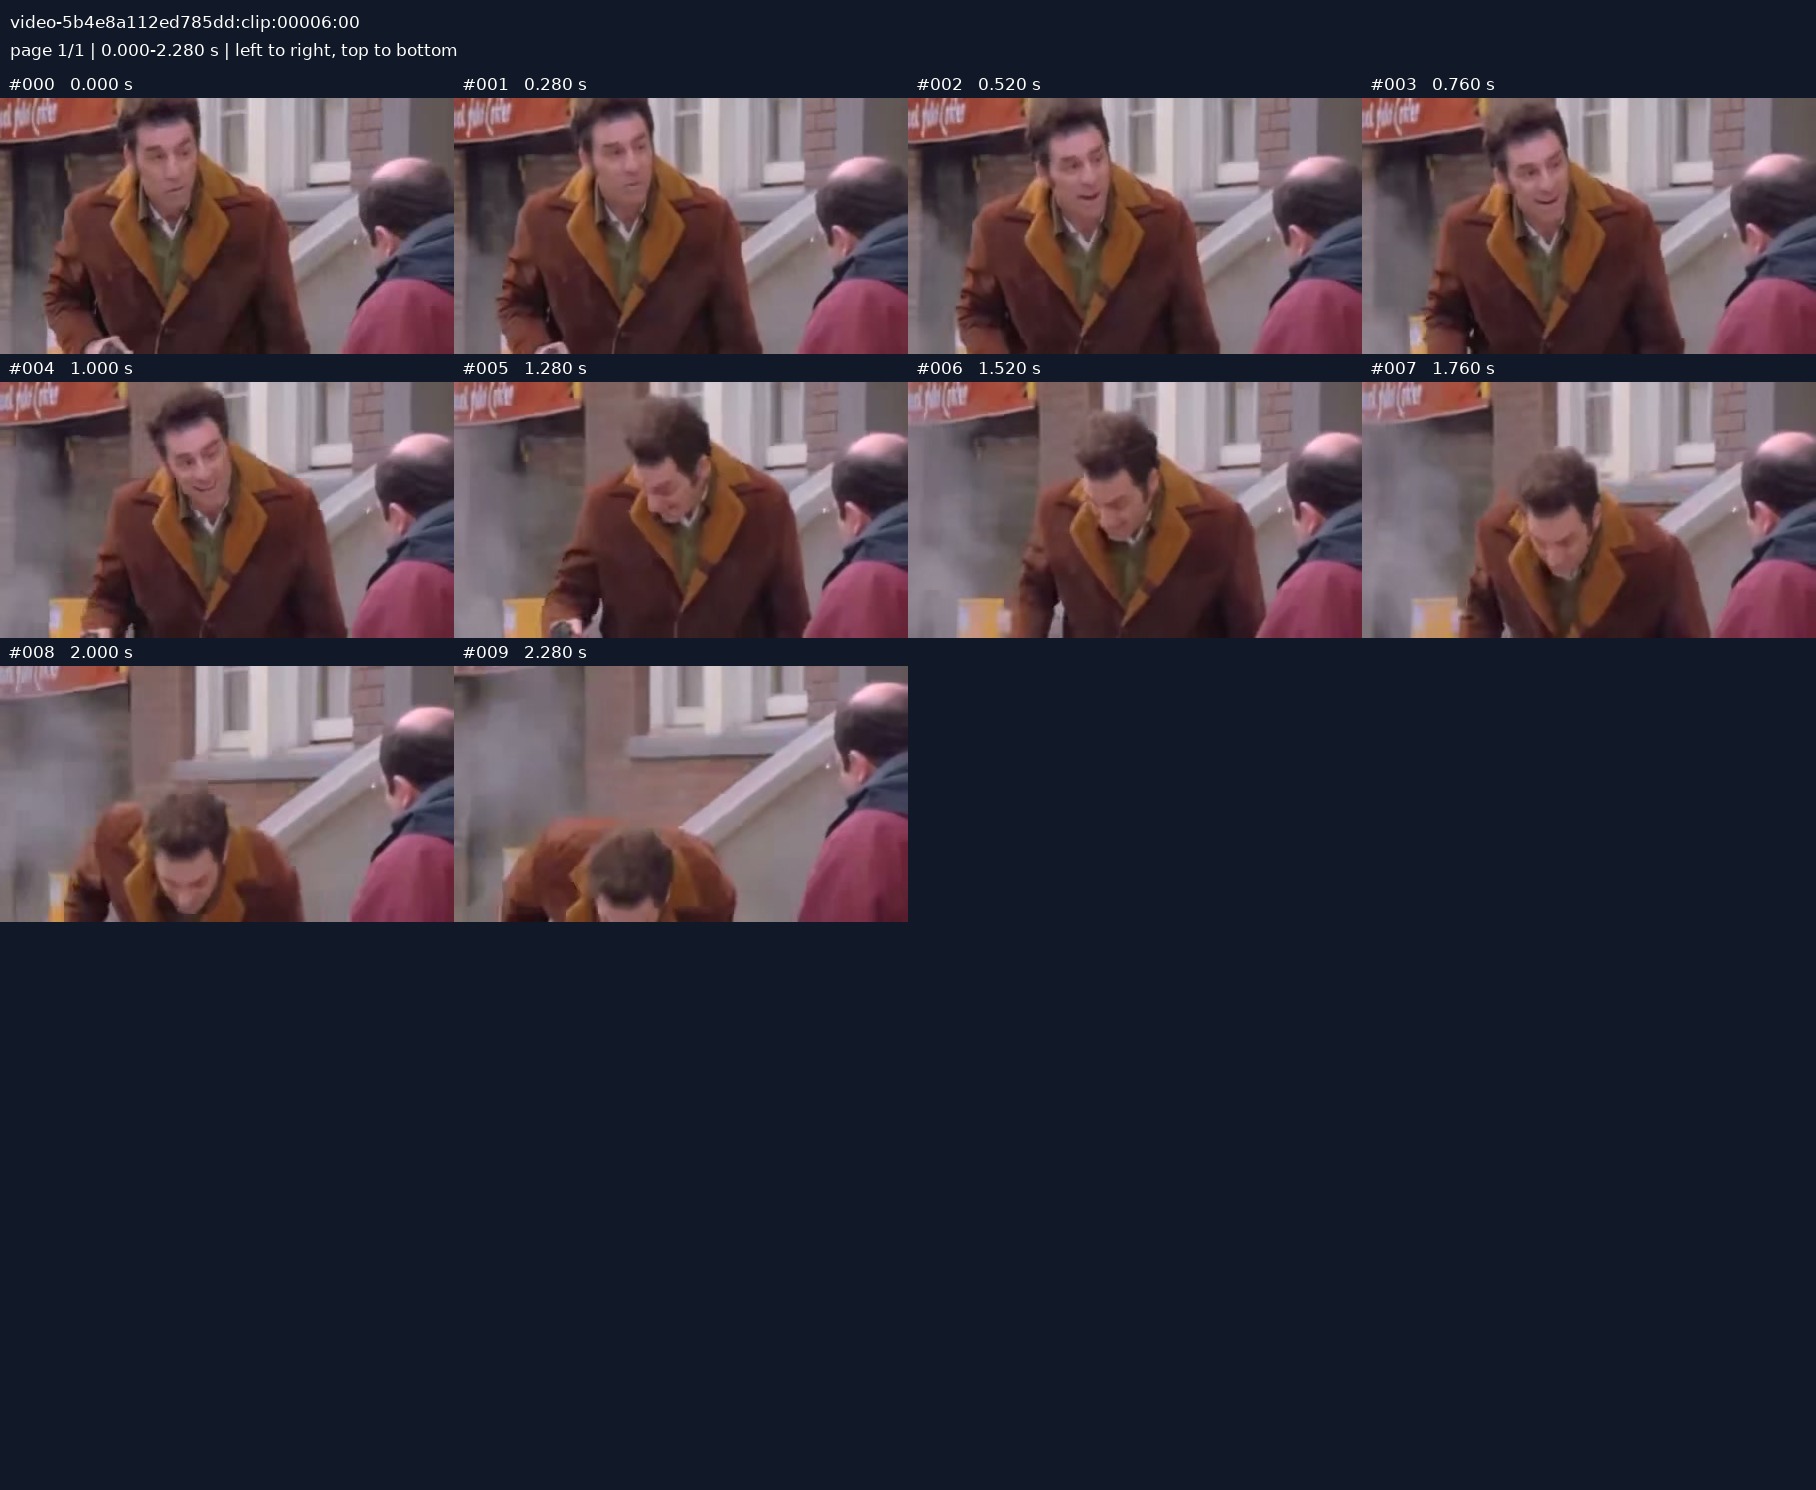 video-5b4e8a112ed785dd:clip:00006:00
page 1/1 | 0.000-2.280 s | left to right, top to bottom
#000 0.000 s
#001 0.280 s
#002 0.520 s
#003 0.760 s
#004 1.000 s
#005 1.280 s
#006 1.520 s
#007 1.760 s
#008 2.000 s
#009 2.280 s